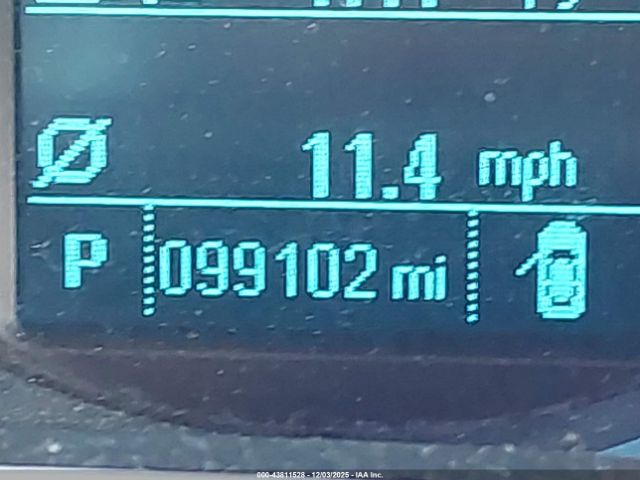 Ø 11.4 mph
P 099102 mi
000-43811528 - 12/03/2025 - IAA Inc.